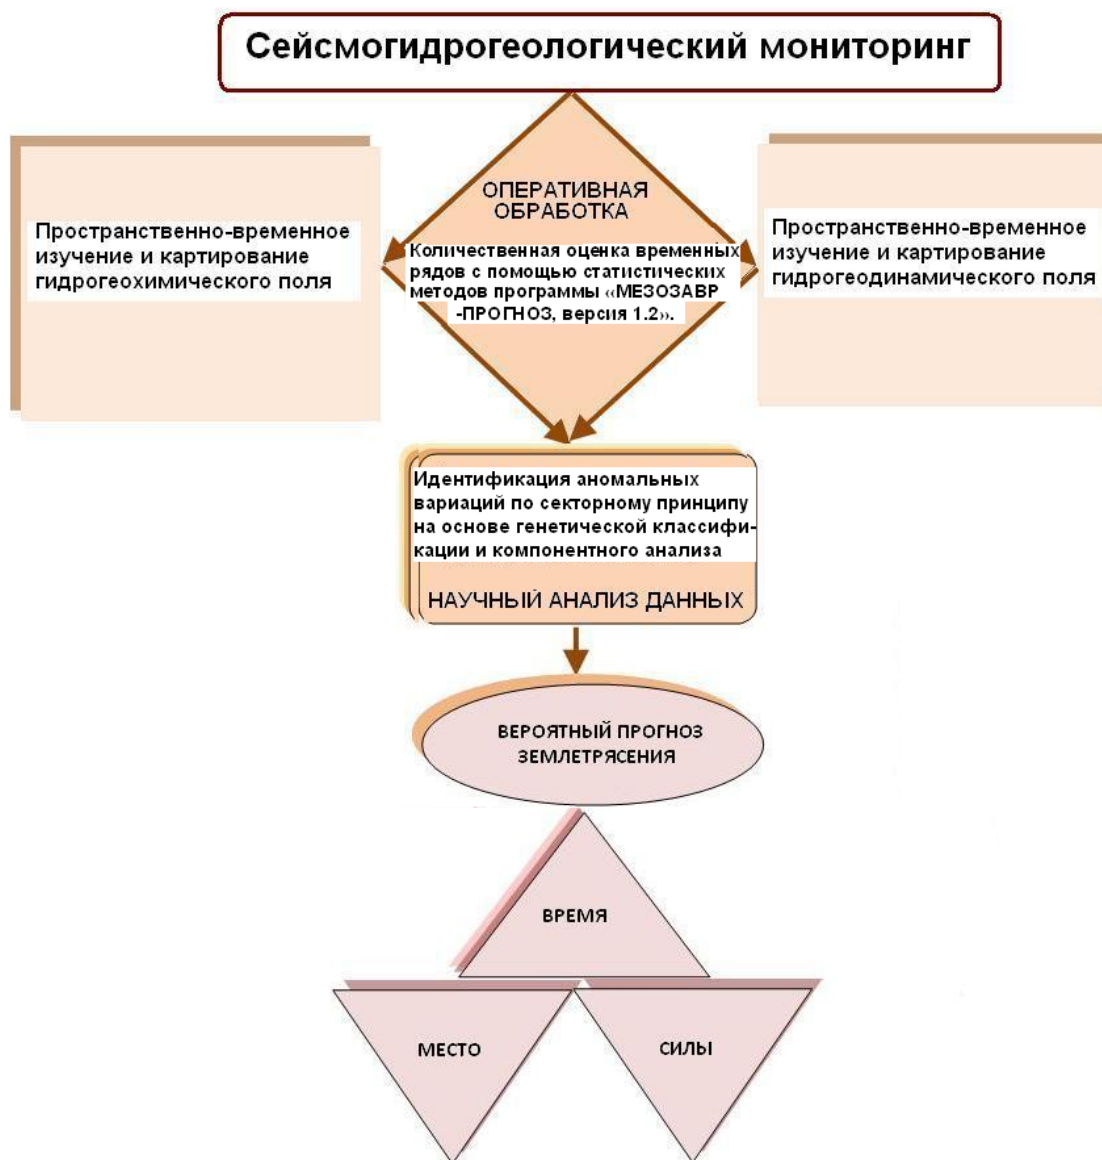 Сейсмогидрогеологический мониторинг
Пространственно-временное
изучение и картирование
гидрогеохимического поля
ОПЕРАТИВНАЯ
ОБРАБОТКА
Количественная оценка временных
рядов с помощью статистических
методов программы «МЕЗОЗАВР
-ПРОГНОЗ, версия 1.2».
Пространственно-временное
изучение и картирование
гидрогеодинамического поля
Идентификация аномальных
вариаций по секторному принципу
на основе генетической классифи-
кации и компонентного анализа
НАУЧНЫЙ АНАЛИЗ ДАННЫХ
ВЕРОЯТНЫЙ ПРОГНОЗ
ЗЕМЛЕТРЯСЕНИЯ
ВРЕМЯ
МЕСТО
СИЛЫ